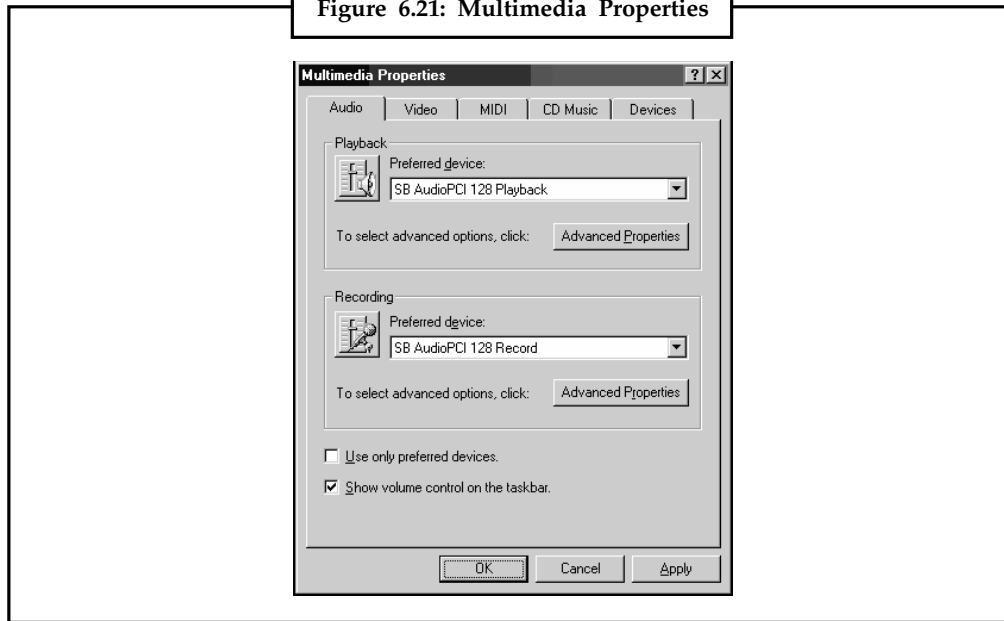 Figure 6.21: Multimedia Properties
Multimedia Properties
Audio Video MIDI CD Music Devices
Playback
Preferred device:
SB AudioPCI 128 Playback
To select advanced options, click: Advanced Properties
Recording
Preferred device:
SB AudioPCI 128 Record
To select advanced options, click: Advanced Properties
Use only preferred devices.
Show volume control on the taskbar.
OK Cancel Apply